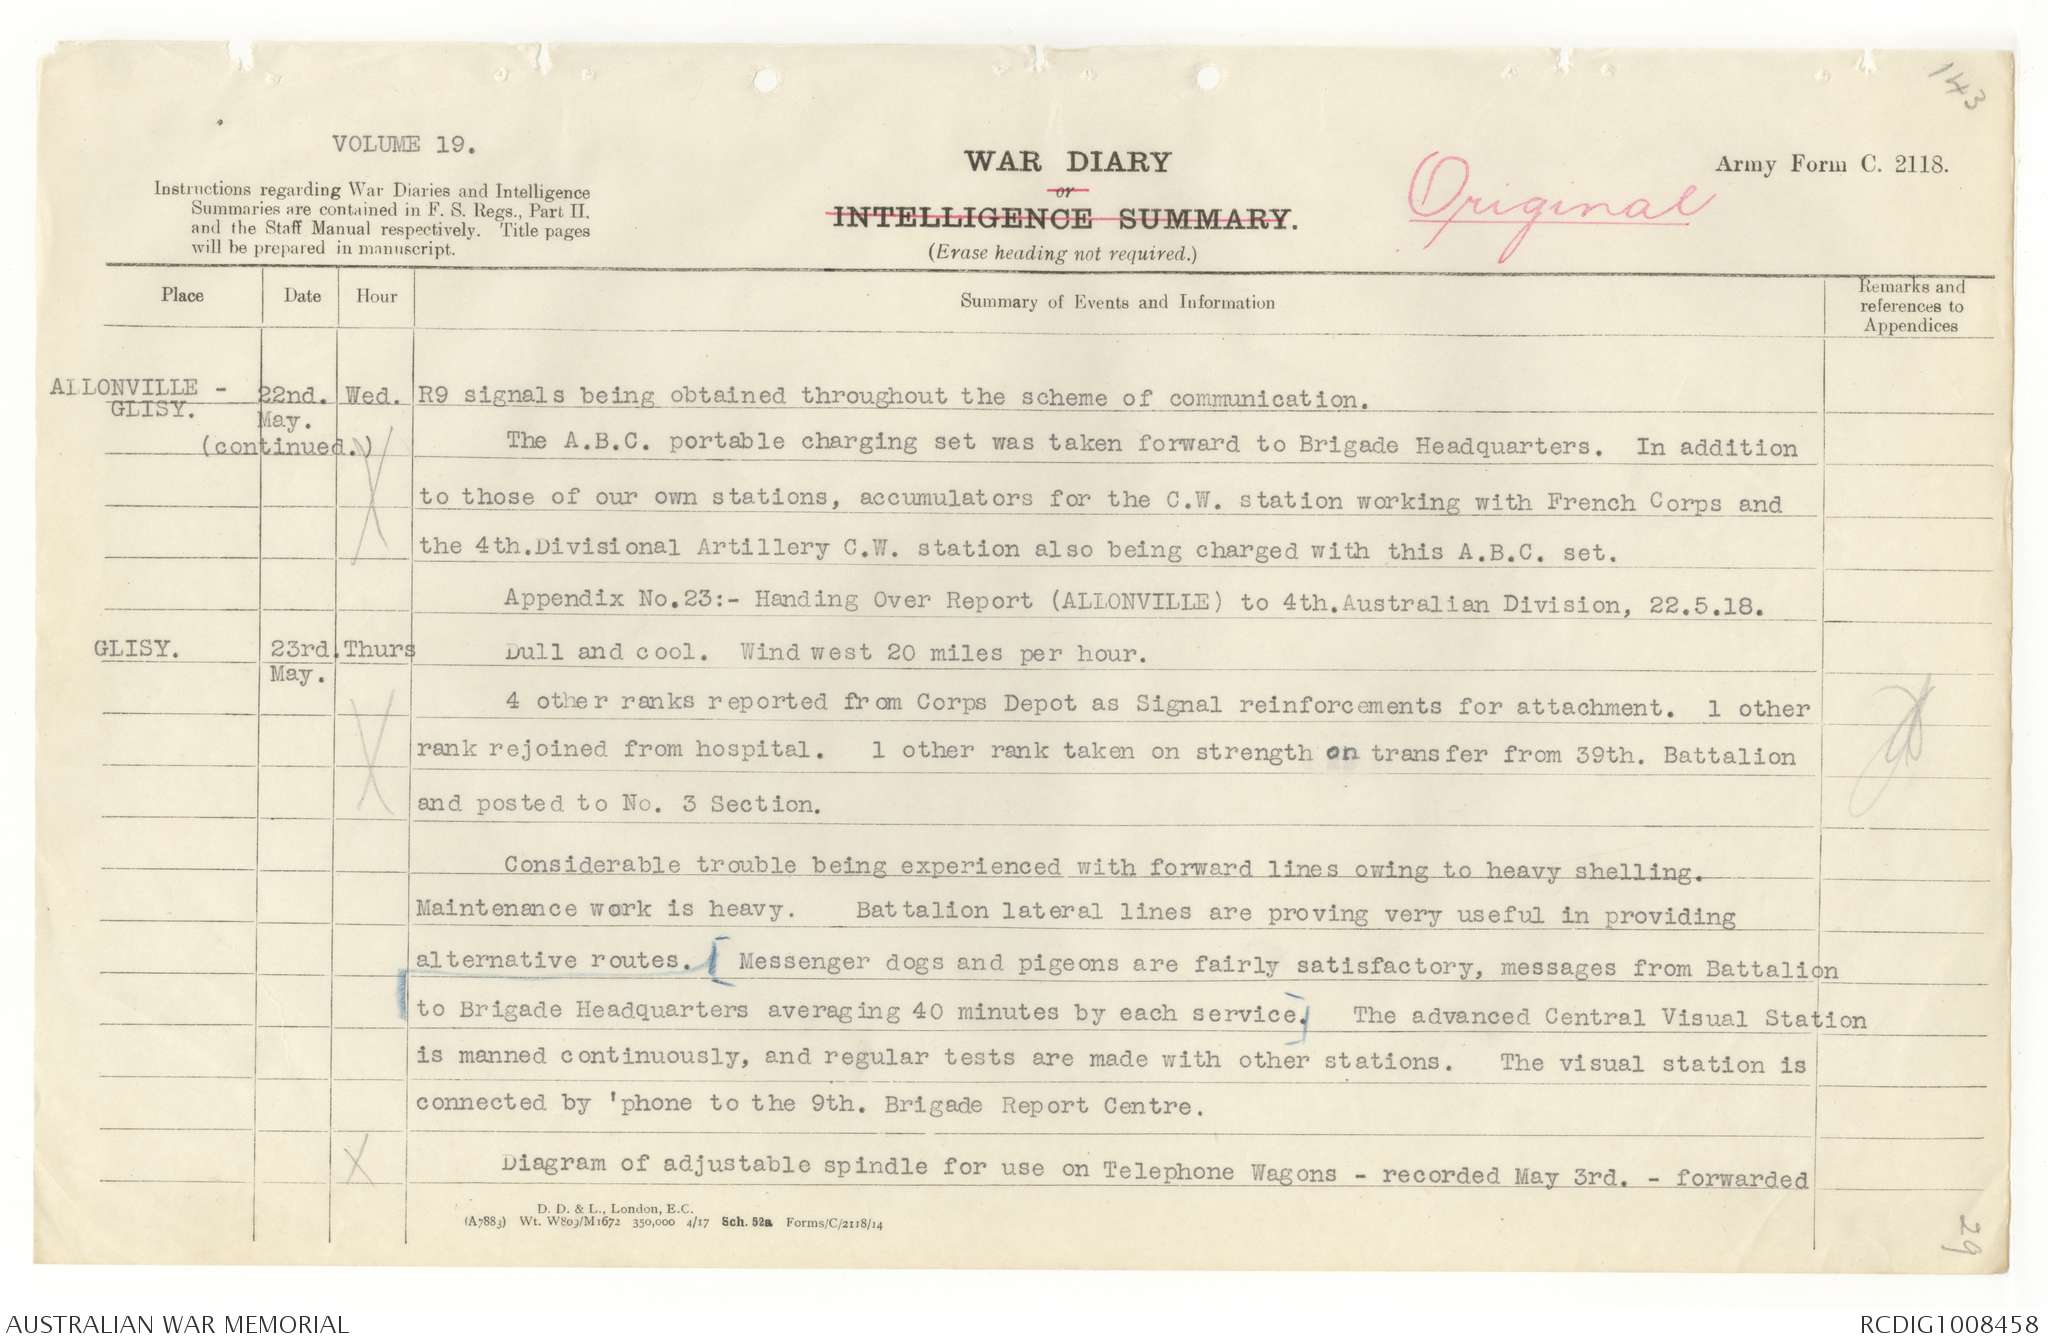 143
VOLUME 19.
Instructions regarding War Diaries and Intelligence
Summaries are contained in F. S. Regs., Part II.
and the Staff Manual respectively. Title pages
will be prepared in manuscript.
WAR DIARY
or
INTELLIGENCE SUMMARY.
(Erase heading not required.)
Original
Army Form C. 2118.
Place Date Hour Summary of Events and Information Remarks and
references to
Appendices
ALLONVILLE - 22nd. Wed. R9 signals being obtained throughout the scheme of communication.
GLISY. May.
(continued.) The A.B.C. portable charging set was taken forward to Brigade Headquarters. In addition
to those of our own stations, accumulators for the C.W. station working with French Corps and
the 4th.Divisional Artillery C.W. station also being charged with this A.B.C. set.
Appendix No.23:- Handing Over Report (ALLONVILLE) to 4th.Australian Division, 22.5.18.
GLISY. 23rd. Thurs Dull and cool. Wind west 20 miles per hour.
May.
4 other ranks reported from Corps Depot as Signal reinforcements for attachment. 1 other
rank rejoined from hospital. 1 other rank taken on strength on transfer from 39th. Battalion
and posted to No. 3 Section.
Considerable trouble being experienced with forward lines owing to heavy shelling.
Maintenance work is heavy. Battalion lateral lines are proving very useful in providing
alternative routes. [ Messenger dogs and pigeons are fairly satisfactory, messages from Battalion
to Brigade Headquarters averaging 40 minutes by each service.] The advanced Central Visual Station
is manned continuously, and regular tests are made with other stations. The visual station is
connected by 'phone to the 9th. Brigade Report Centre.
Diagram of adjustable spindle for use on Telephone Wagons - recorded May 3rd. - forwarded
D. D. & L., London, E.C.
(A7883) Wt. W809/M1672 350,000 4/17 Sch. 52a Forms/C/2118/14
29
AUSTRALIAN WAR MEMORIAL
RCDIG1008458